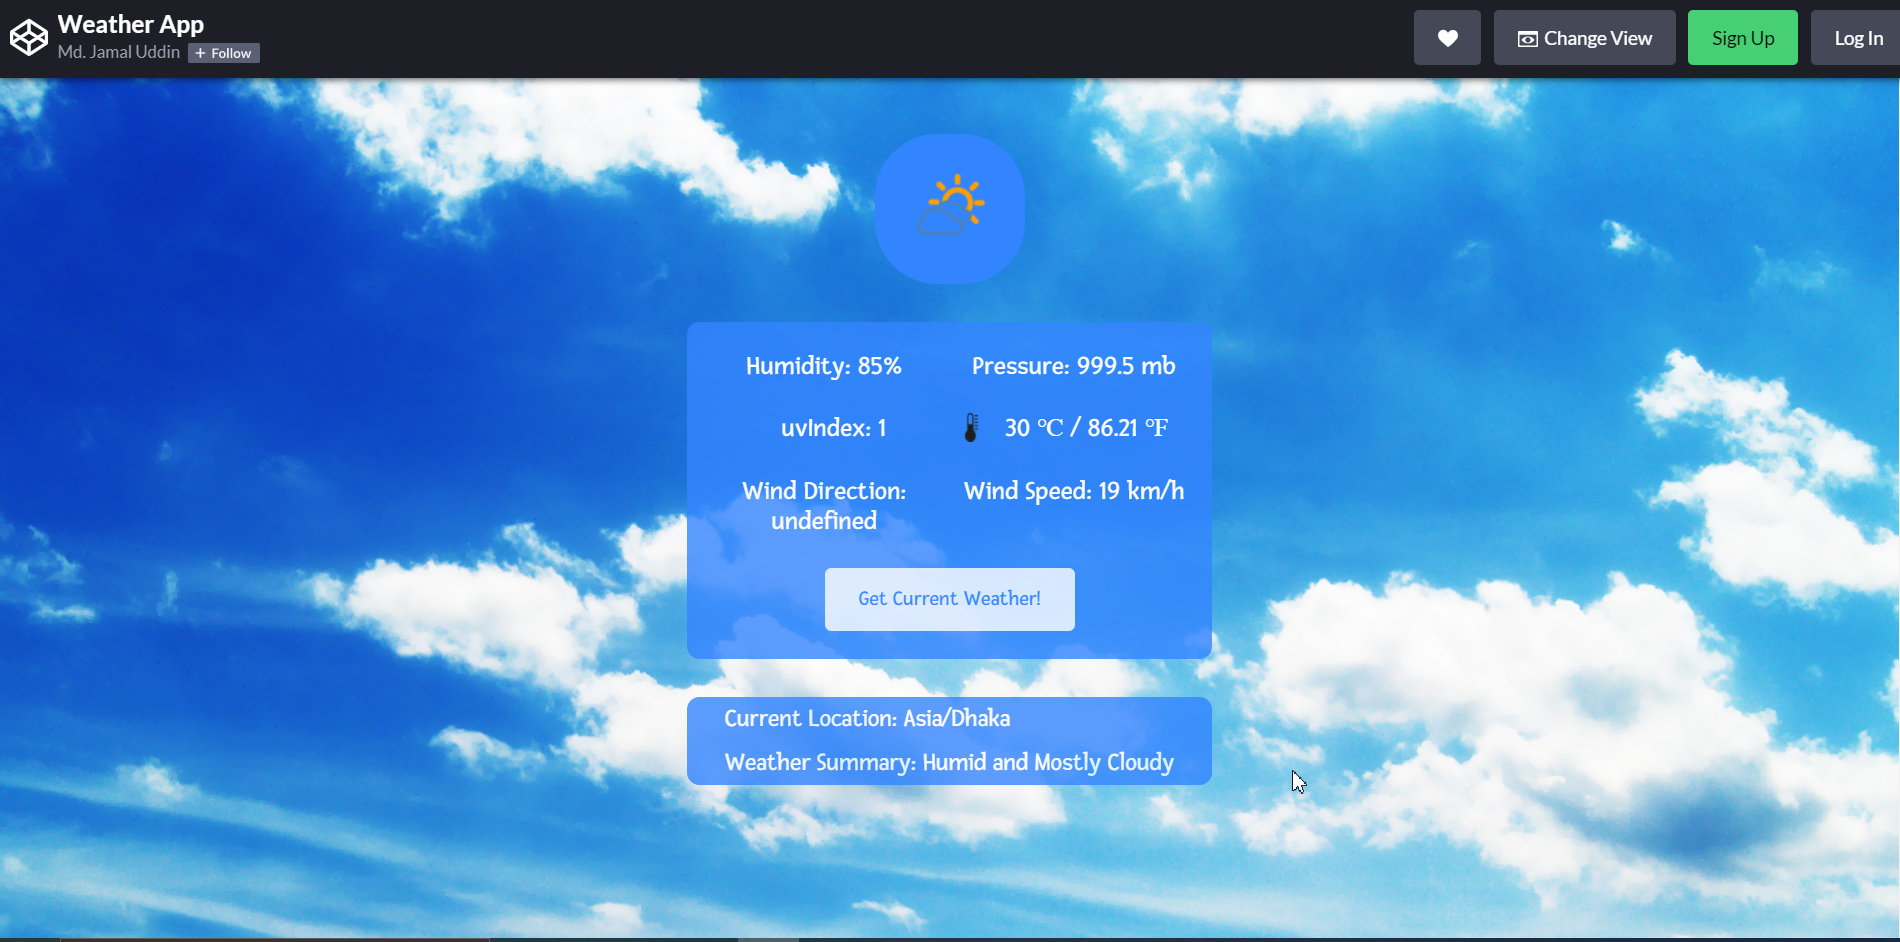 Weather App
Md. Jamal Uddin + Follow
Change View
Sign Up
Log In
Humidity: 85%
Pressure: 999.5 mb
uvIndex: 1
30 °C / 86.21 °F
Wind Direction:
undefined
Wind Speed: 19 km/h
Get Current Weather!
Current Location: Asia/Dhaka
Weather Summary: Humid and Mostly Cloudy